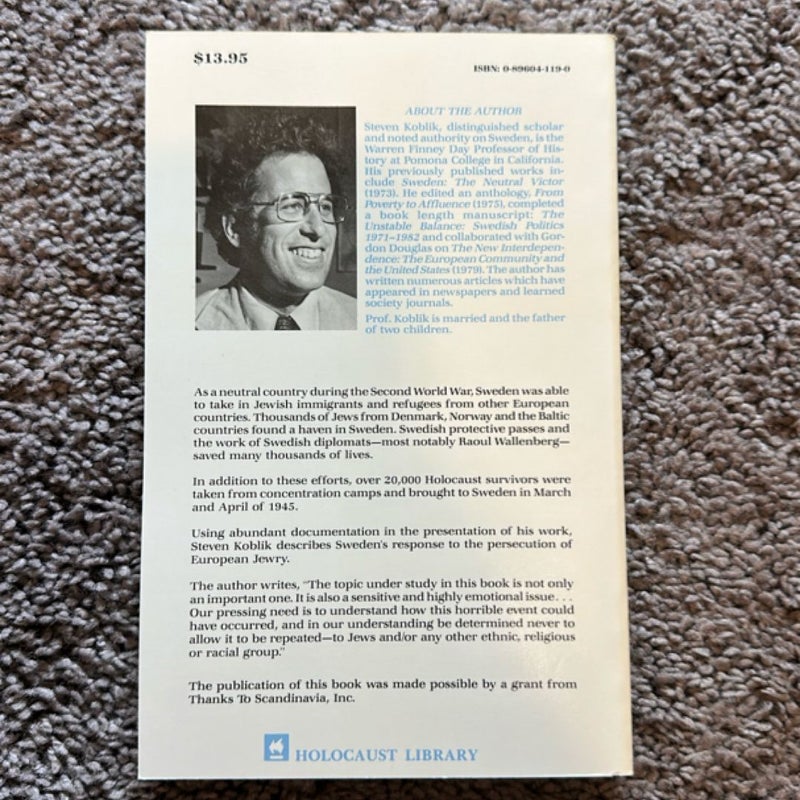 $13.95
ISBN: 0-89604-119-0
ABOUT THE AUTHOR
Steven Koblik, distinguished scholar
and noted authority on Sweden, is the
Warren Finney Day Professor of His-
tory at Pomona College in California.
His previously published works in-
clude Sweden: The Neutral Victor
(1973). He edited an anthology, From
Poverty to Affluence (1975), completed
a book length manuscript: The
Unstable Balance: Swedish Politics
1971–1982 and collaborated with Gor-
don Douglas on The New Interdepen-
dence: The European Community and
the United States (1979). The author has
written numerous articles which have
appeared in newspapers and learned
society journals.
Prof. Koblik is married and the father
of two children.
As a neutral country during the Second World War, Sweden was able
to take in Jewish immigrants and refugees from other European
countries. Thousands of Jews from Denmark, Norway and the Baltic
countries found a haven in Sweden. Swedish protective passes and
the work of Swedish diplomats—most notably Raoul Wallenberg—
saved many thousands of lives.
In addition to these efforts, over 20,000 Holocaust survivors were
taken from concentration camps and brought to Sweden in March
and April of 1945.
Using abundant documentation in the presentation of his work,
Steven Koblik describes Sweden's response to the persecution of
European Jewry.
The author writes, "The topic under study in this book is not only
an important one. It is also a sensitive and highly emotional issue. . .
Our pressing need is to understand how this horrible event could
have occurred, and in our understanding be determined never to
allow it to be repeated—to Jews and/or any other ethnic, religious
or racial group."
The publication of this book was made possible by a grant from
Thanks To Scandinavia, Inc.
HOLOCAUST LIBRARY